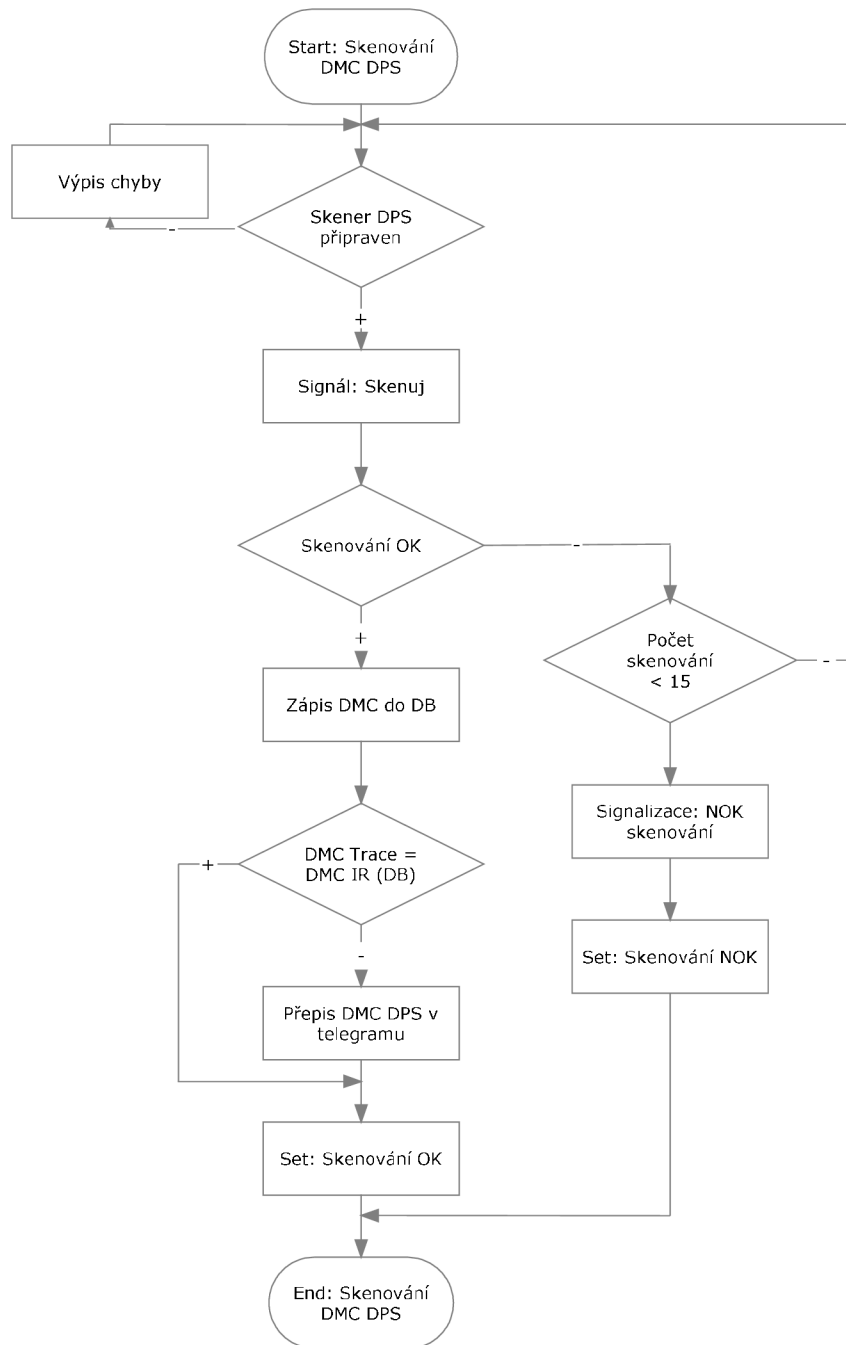 Start: Skenování
DMC DPS
Výpis chyby
Skener DPS
připraven
-
+
Signál: Skenuj
Skenování OK
-
+
Počet
skenování
< 15
-
Zápis DMC do DB
Signalizace: NOK
skenování
DMC Trace =
DMC IR (DB)
+
-
Set: Skenování NOK
Přepis DMC DPS v
telegramu
Set: Skenování OK
End: Skenování
DMC DPS